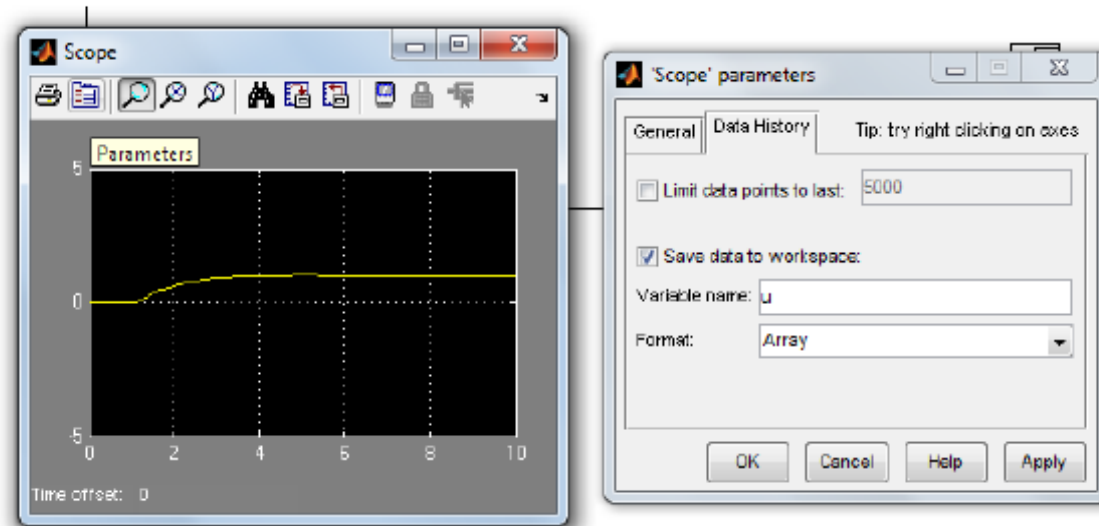 Scope
Parameters
5
0
-5
0 2 4 6 8 10
Time offset: 0
'Scope' parameters
General Data History Tip: try right clicking on axes
Limit data points to last: 5000
Save data to workspace:
Variable name: u
Format: Array
OK Cancel Help Apply